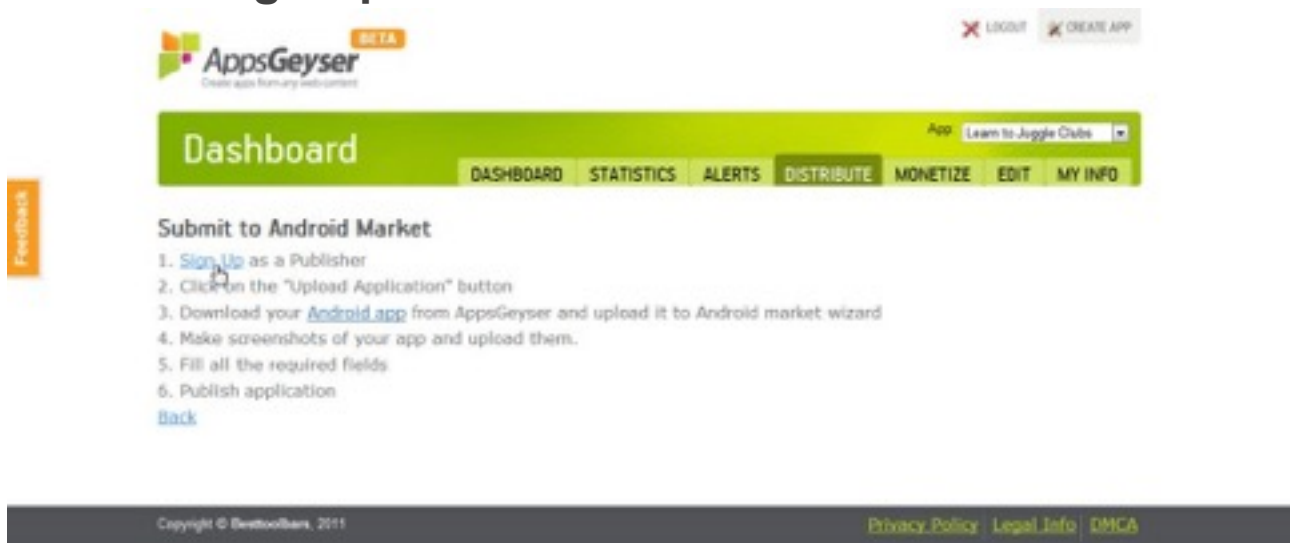 BETA
AppsGeyser
Create apps from any web content
LOGOUT
CREATE APP
Dashboard
App: Learn to Juggle Clubs
DASHBOARD STATISTICS ALERTS DISTRIBUTE MONETIZE EDIT MY INFO
Feedback
Submit to Android Market
1. Sign Up as a Publisher
2. Click on the "Upload Application" button
3. Download your Android app from AppsGeyser and upload it to Android market wizard
4. Make screenshots of your app and upload them.
5. Fill all the required fields
6. Publish application
Back
Copyright © Besttoolbars, 2011
Privacy Policy Legal Info DMCA